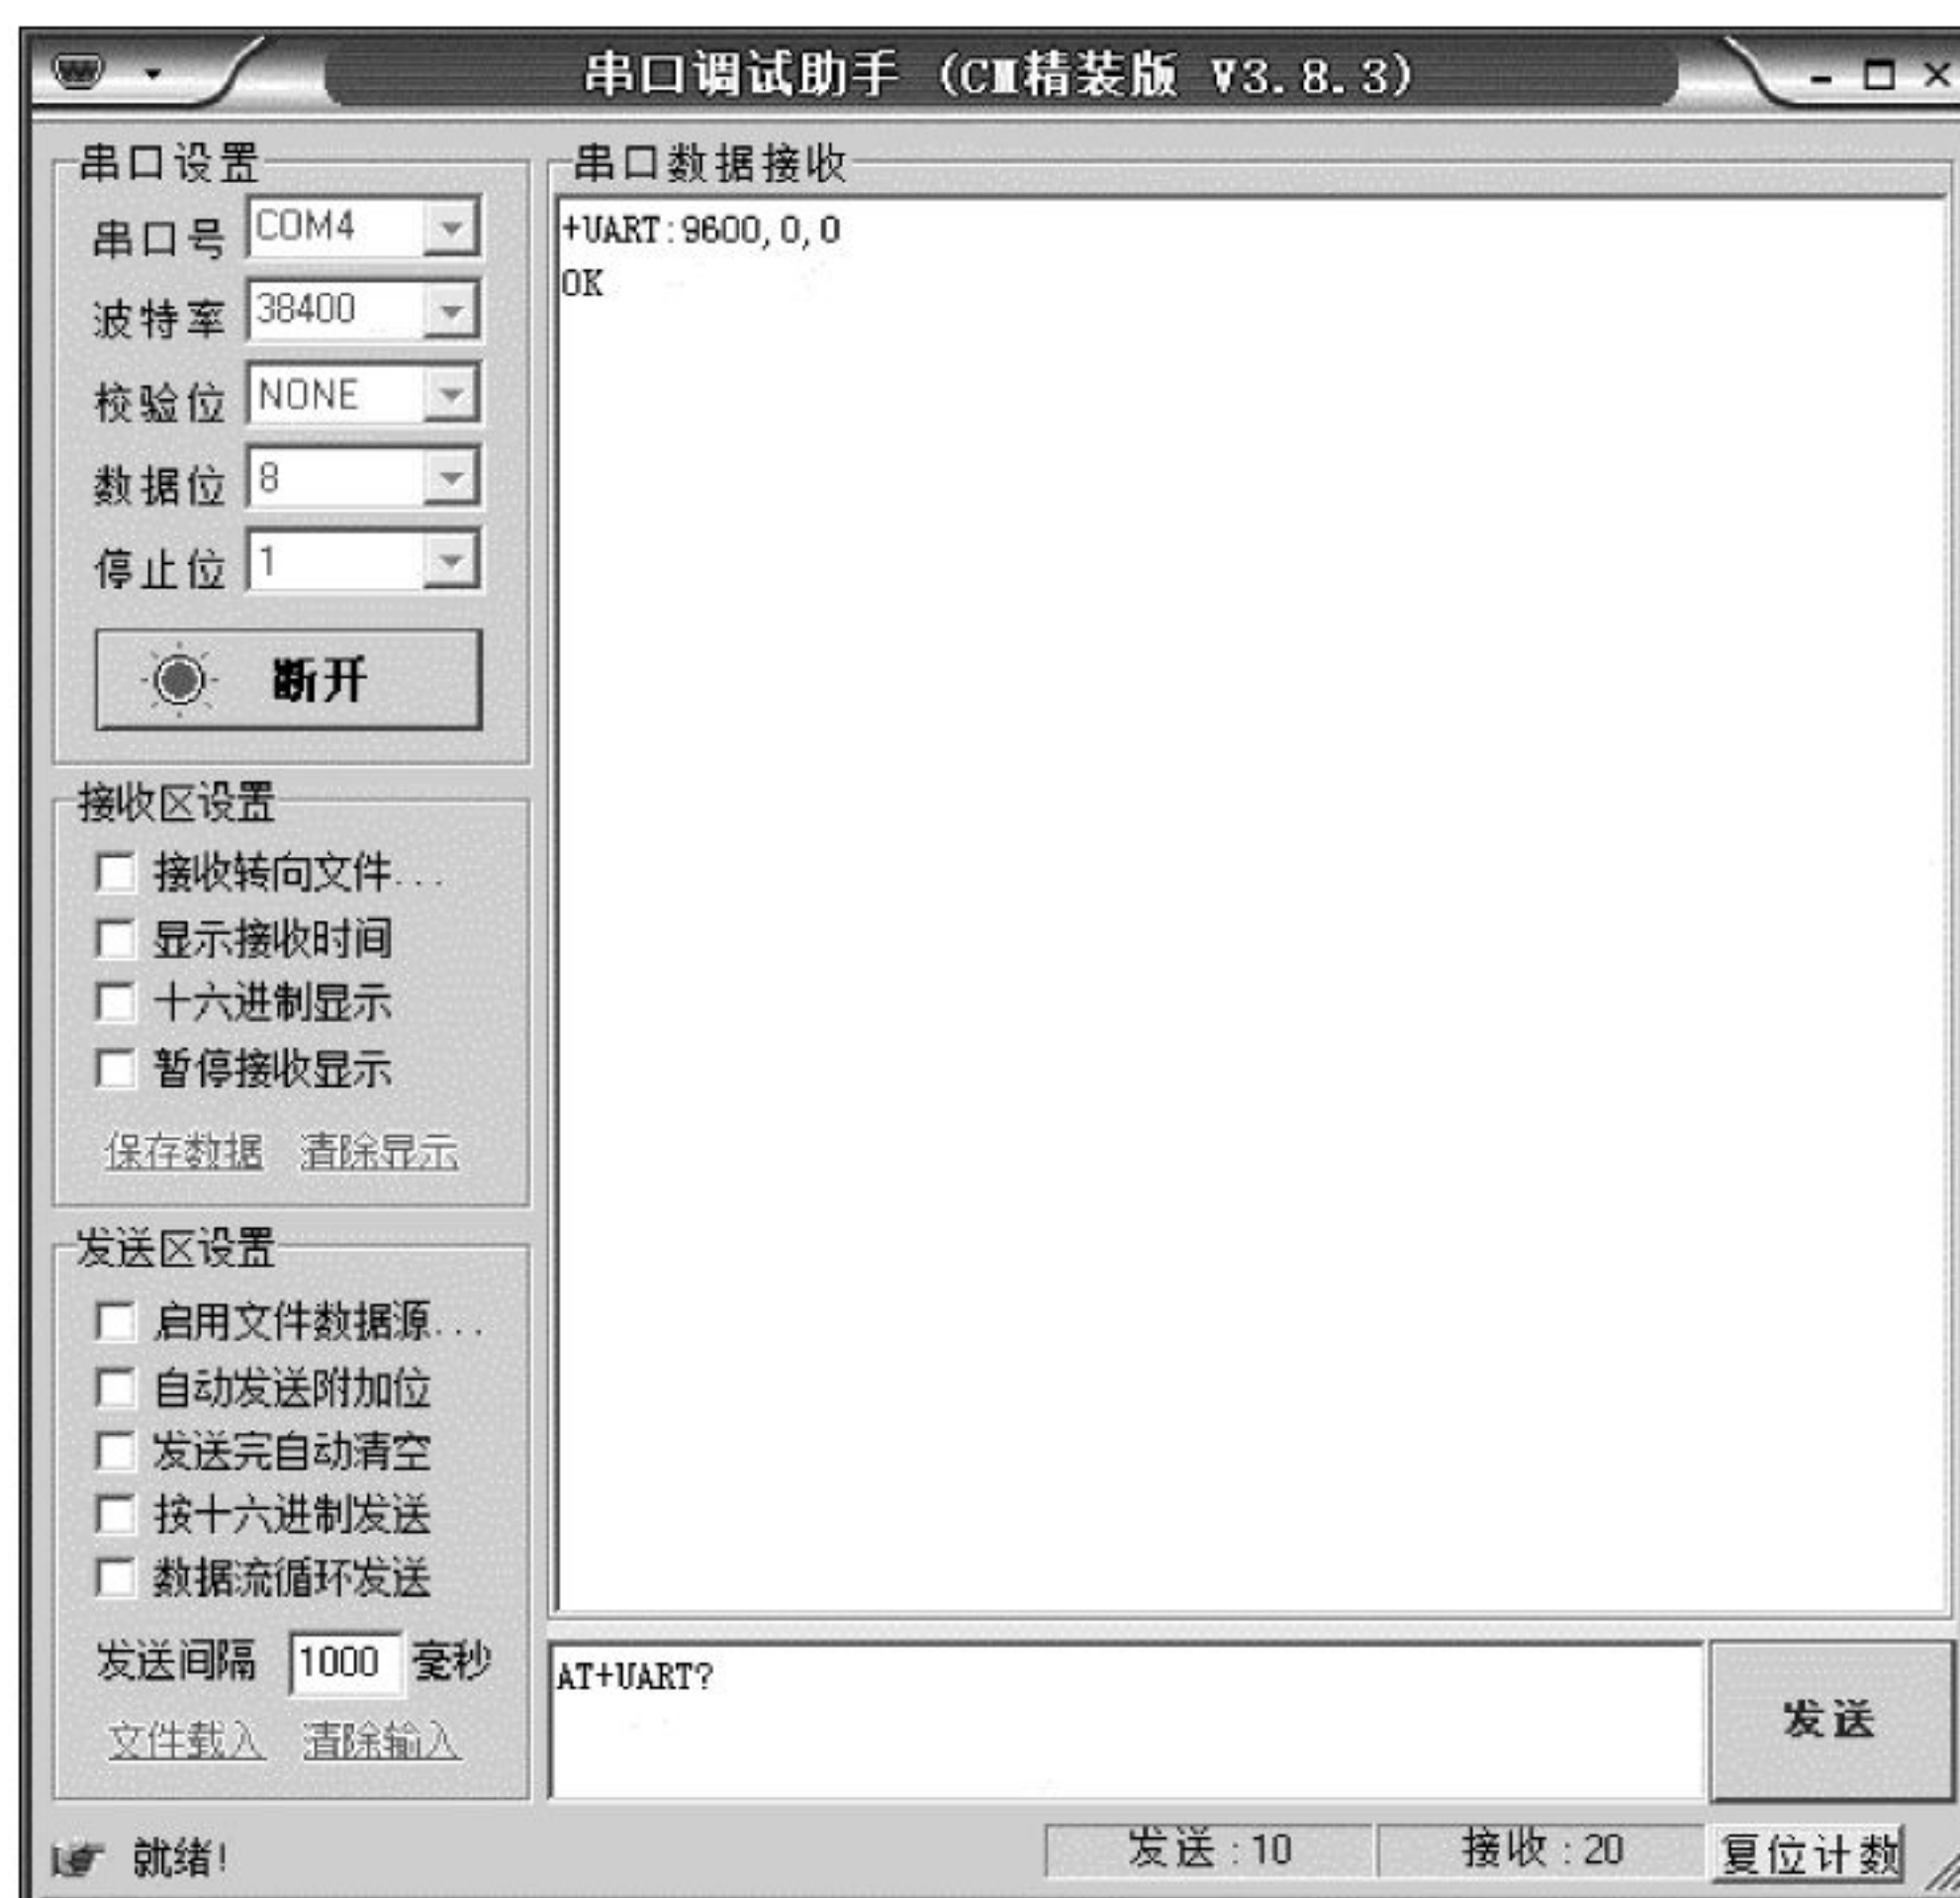 串口调试助手 (CM精装版 V3.8.3)
串口设置
串口号 COM4
波特率 38400
校验位 NONE
数据位 8
停止位 1
断开
接收区设置
接收转向文件...
显示接收时间
十六进制显示
暂停接收显示
保存数据 清除显示
发送区设置
启用文件数据源...
自动发送附加位
发送完自动清空
按十六进制发送
数据流循环发送
发送间隔 1000 毫秒
文件载入 清除输入
串口数据接收
+UART:9600,0,0
OK
AT+UART?
发送
就绪!
发送:10
接收:20
复位计数